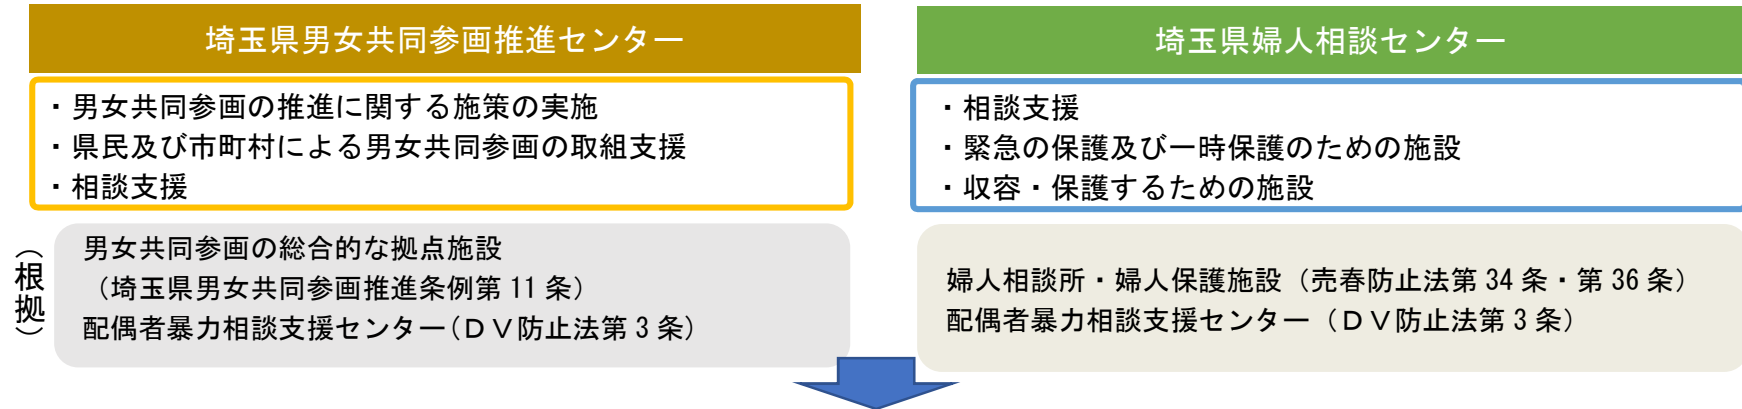 埼玉県男女共同参画推進センター
・男女共同参画の推進に関する施策の実施
・県民及び市町村による男女共同参画の取組支援
・相談支援
（根拠）
男女共同参画の総合的な拠点施設
（埼玉県男女共同参画推進条例第 11 条）
配偶者暴力相談支援センター（ＤＶ防止法第 3 条）
埼玉県婦人相談センター
・相談支援
・緊急の保護及び一時保護のための施設
・収容・保護するための施設
婦人相談所・婦人保護施設（売春防止法第 34 条・第 36 条）
配偶者暴力相談支援センター（ＤＶ防止法第 3 条）